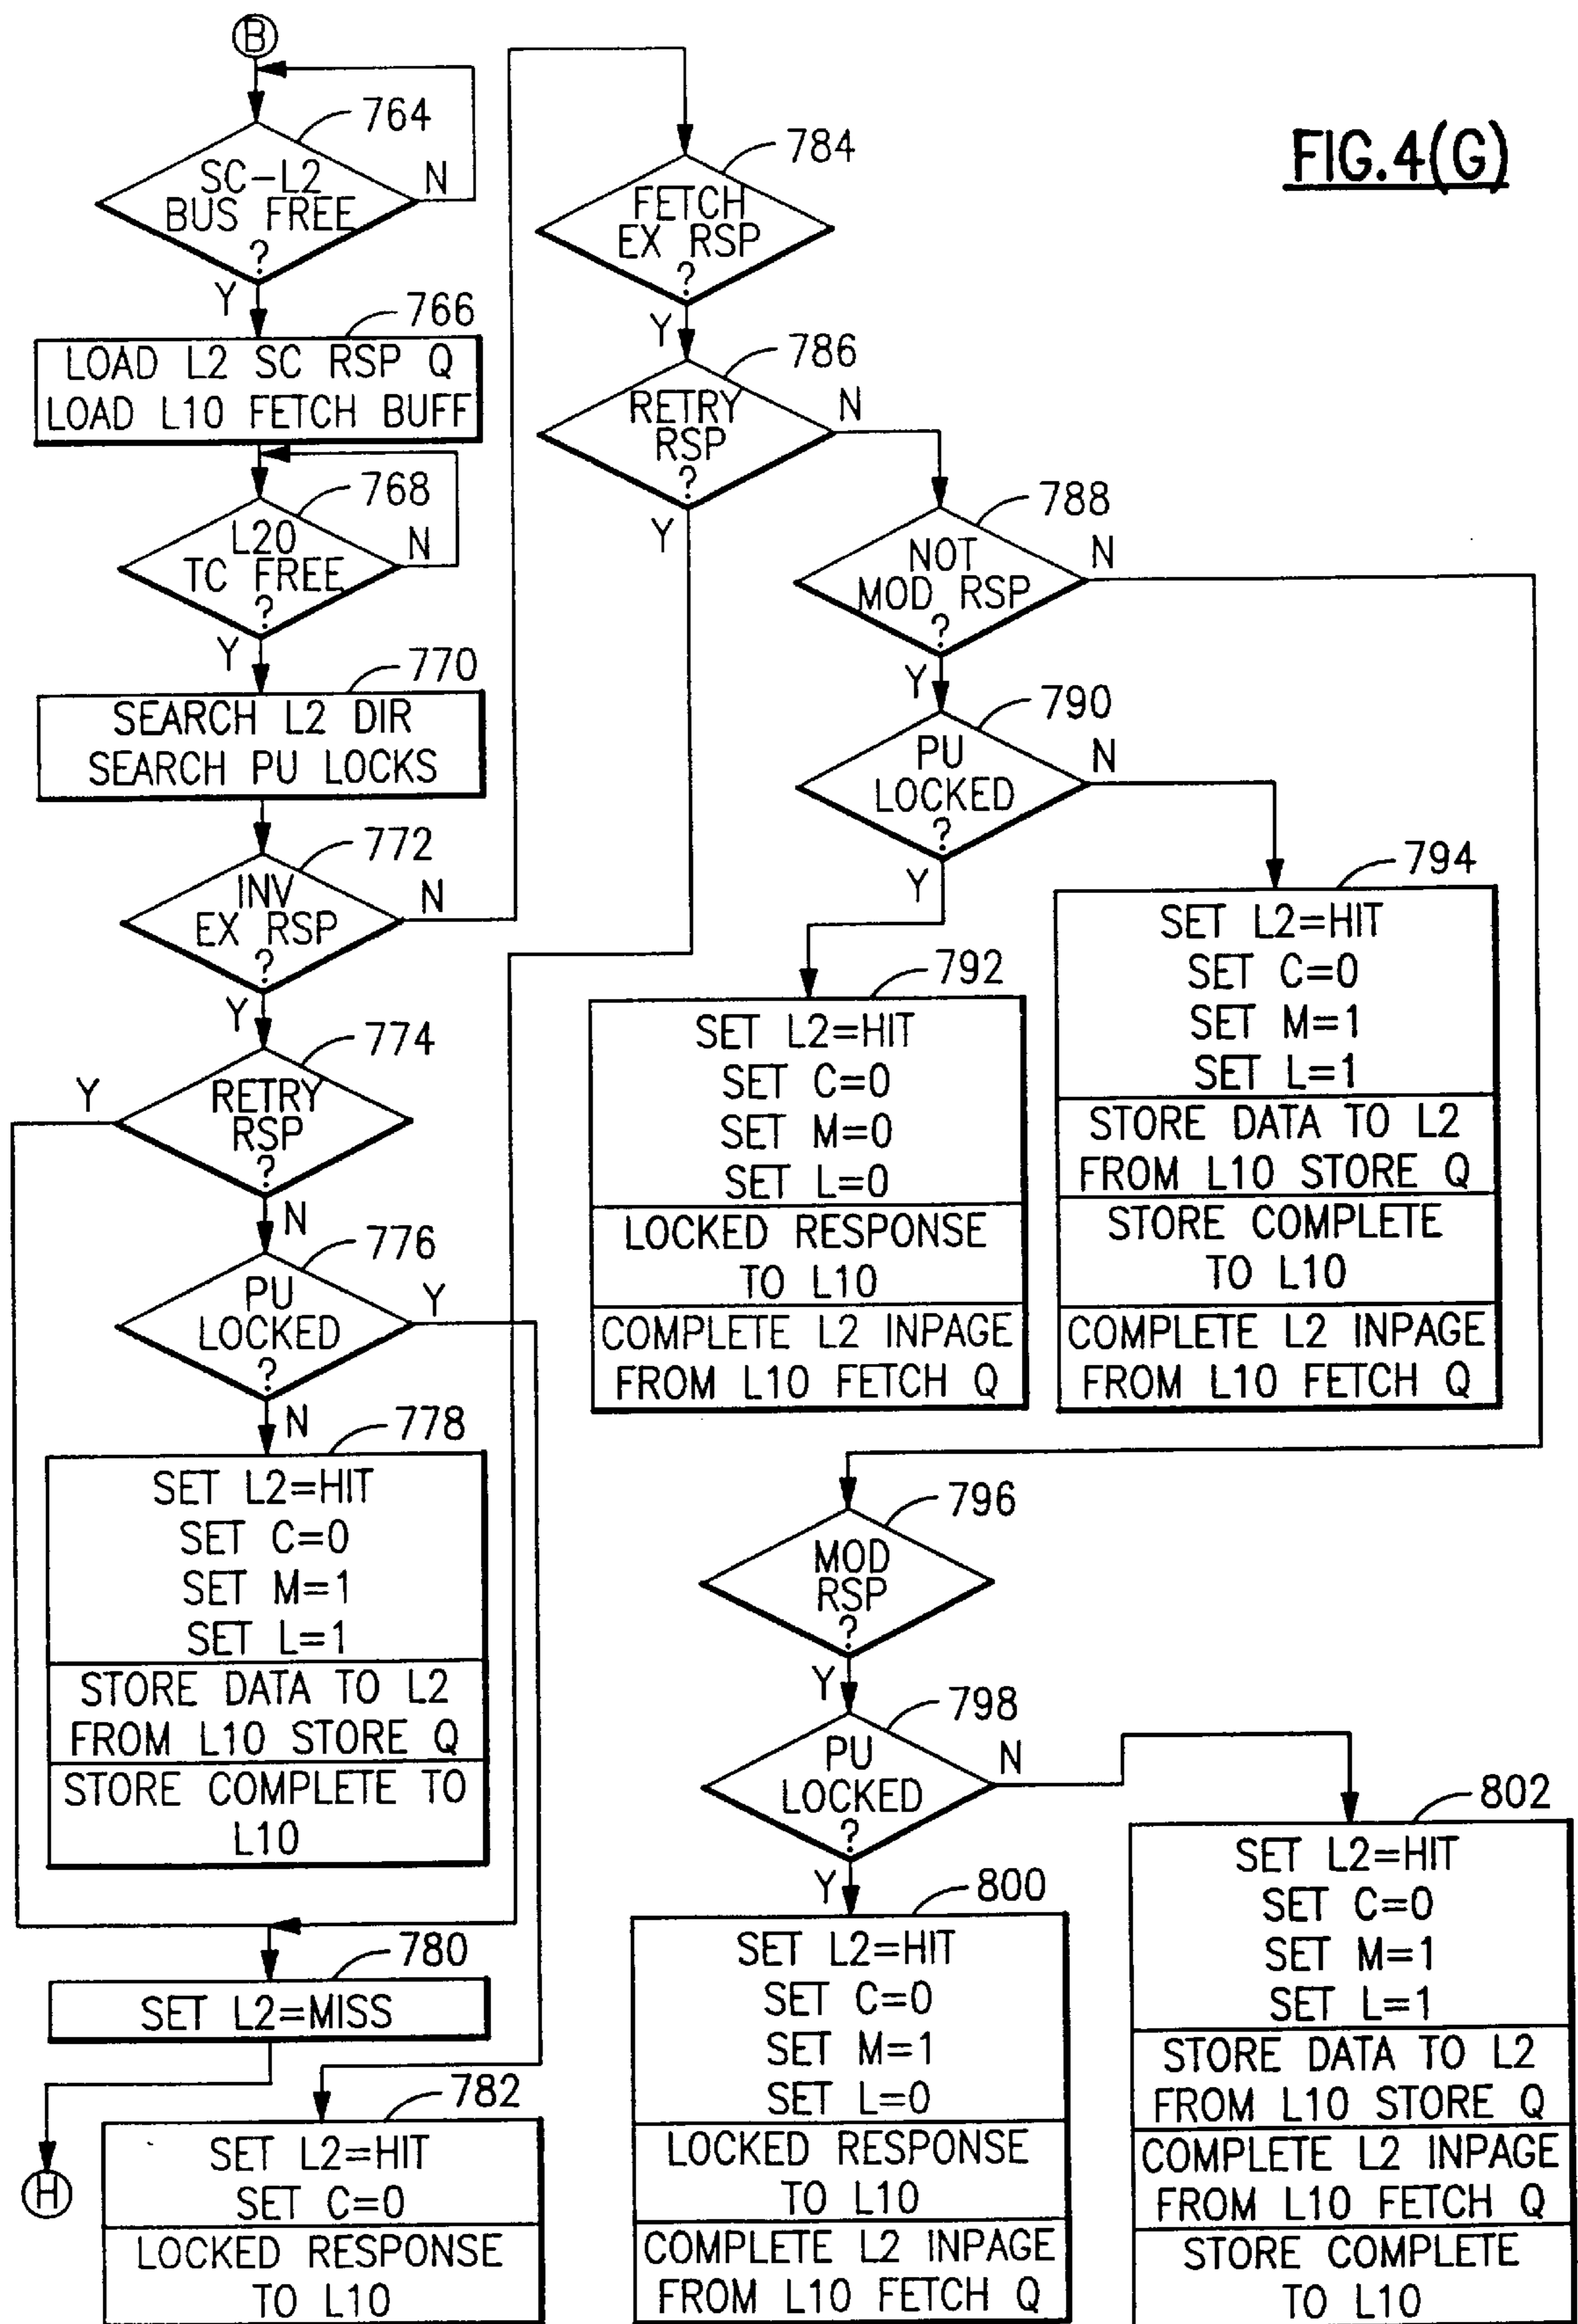 FIG.4(G)
B
764
SC-L2
BUS FREE
?
N
Y
766
LOAD L2 SC RSP Q
LOAD L10 FETCH BUFF
768
L20
TC FREE
?
N
Y
770
SEARCH L2 DIR
SEARCH PU LOCKS
772
INV
EX RSP
?
N
Y
774
RETRY
RSP
?
Y
N
776
PU
LOCKED
?
Y
N
778
SET L2=HIT
SET C=0
SET M=1
SET L=1
STORE DATA TO L2
FROM L10 STORE Q
STORE COMPLETE TO
L10
780
SET L2=MISS
H
782
SET L2=HIT
SET C=0
LOCKED RESPONSE
TO L10
784
FETCH
EX RSP
?
Y
786
RETRY
RSP
?
N
Y
788
NOT
MOD RSP
?
N
Y
790
PU
LOCKED
?
N
Y
792
SET L2=HIT
SET C=0
SET M=0
SET L=0
LOCKED RESPONSE
TO L10
COMPLETE L2 INPAGE
FROM L10 FETCH Q
794
SET L2=HIT
SET C=0
SET M=1
SET L=1
STORE DATA TO L2
FROM L10 STORE Q
STORE COMPLETE
TO L10
COMPLETE L2 INPAGE
FROM L10 FETCH Q
796
MOD
RSP
?
Y
798
PU
LOCKED
?
N
Y
800
SET L2=HIT
SET C=0
SET M=1
SET L=0
LOCKED RESPONSE
TO L10
COMPLETE L2 INPAGE
FROM L10 FETCH Q
802
SET L2=HIT
SET C=0
SET M=1
SET L=1
STORE DATA TO L2
FROM L10 STORE Q
COMPLETE L2 INPAGE
FROM L10 FETCH Q
STORE COMPLETE
TO L10